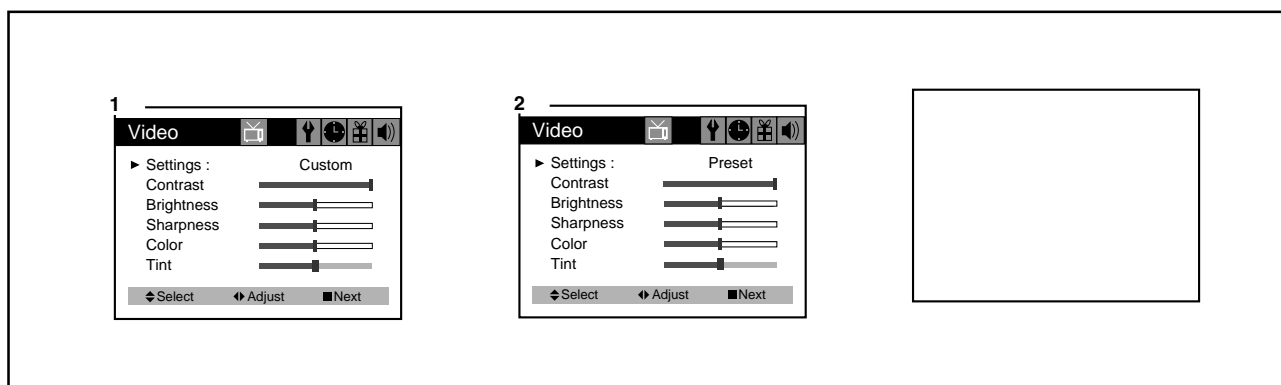 1
Video
► Settings : Custom
Contrast
Brightness
Sharpness
Color
Tint
Select Adjust Next
2
Video
► Settings : Preset
Contrast
Brightness
Sharpness
Color
Tint
Select Adjust Next